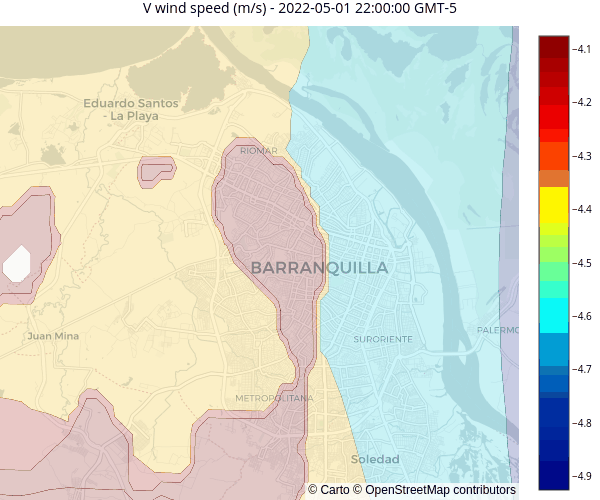 V wind speed (m/s) - 2022-05-01 22:00:00 GMT-5
Eduardo Santos
- La Playa
RIOMAR
BARRANQUILLA
Juan Mina
SURORIENTE
PALERMO
METROPOLITANA
Soledad
© Carto © OpenStreetMap contributors
−4.1
−4.2
−4.3
−4.4
−4.5
−4.6
−4.7
−4.8
−4.9